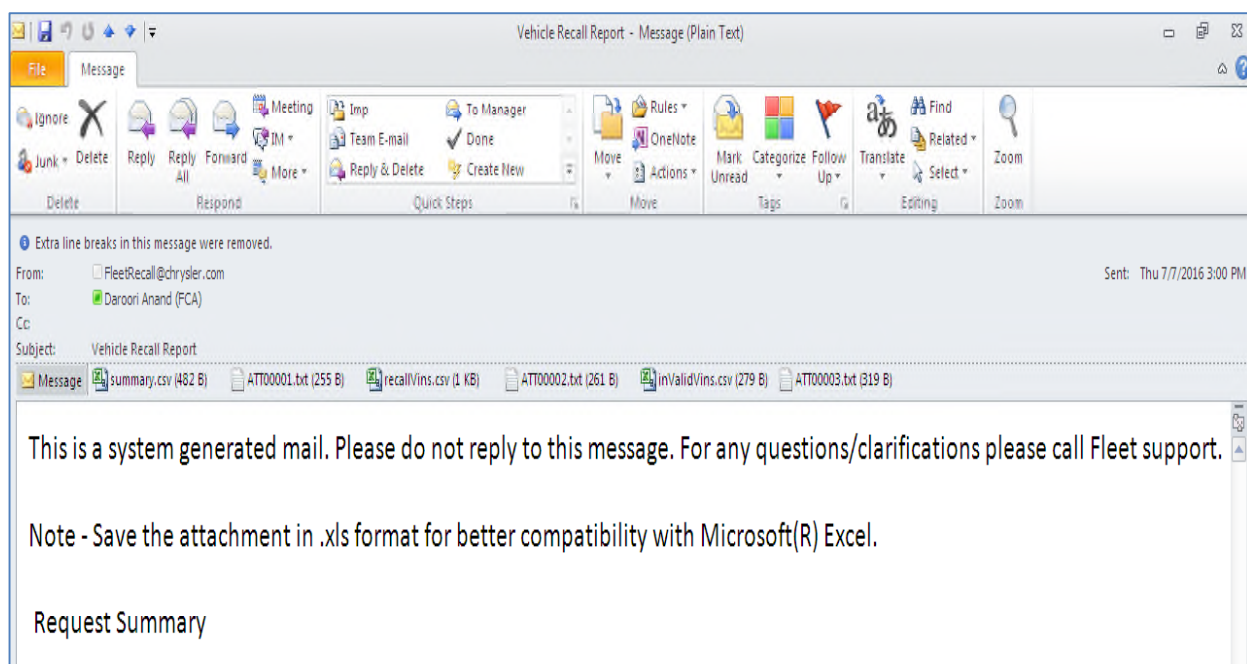 Vehicle Recall Report - Message (Plain Text)
File Message
Ignore
Junk
Delete
Reply
Reply All
Forward
Meeting
IM
More
Imp
Team E-mail
Reply & Delete
To Manager
Done
Create New
Move
Rules
OneNote
Actions
Mark Unread
Categorize
Follow Up
Translate
Find
Related
Select
Zoom
Delete Respond Quick Steps Move Tags Editing Zoom
Extra line breaks in this message were removed.
From: FleetRecall@chrysler.com Sent: Thu 7/7/2016 3:00 PM
To: Daroori Anand (FCA)
Cc:
Subject: Vehicle Recall Report
Message summary.csv (482 B) ATT00001.txt (255 B) recallVins.csv (1 KB) ATT00002.txt (261 B) inValidVins.csv (279 B) ATT00003.txt (319 B)
This is a system generated mail. Please do not reply to this message. For any questions/clarifications please call Fleet support.
Note - Save the attachment in .xls format for better compatibility with Microsoft(R) Excel.
Request Summary